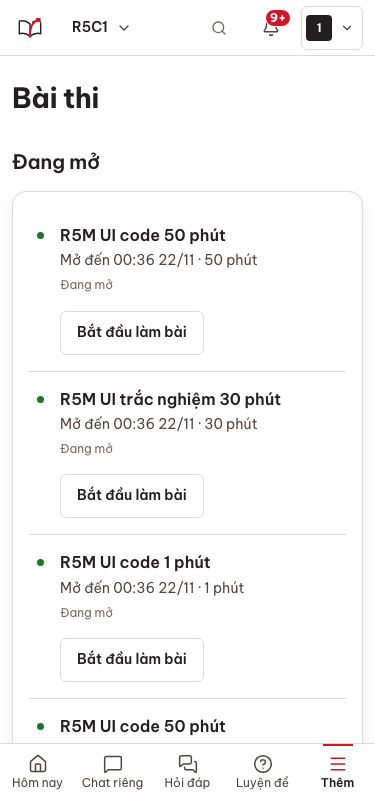 R5C1
9+
1
Bài thi
Đang mở
R5M UI code 50 phút
Mở đến 00:36 22/11 · 50 phút
Đang mở
Bắt đầu làm bài
R5M UI trắc nghiệm 30 phút
Mở đến 00:36 22/11 · 30 phút
Đang mở
Bắt đầu làm bài
R5M UI code 1 phút
Mở đến 00:36 22/11 · 1 phút
Đang mở
Bắt đầu làm bài
R5M UI code 50 phút
Hôm nay
Chat riêng
Hỏi đáp
Luyện đề
Thêm